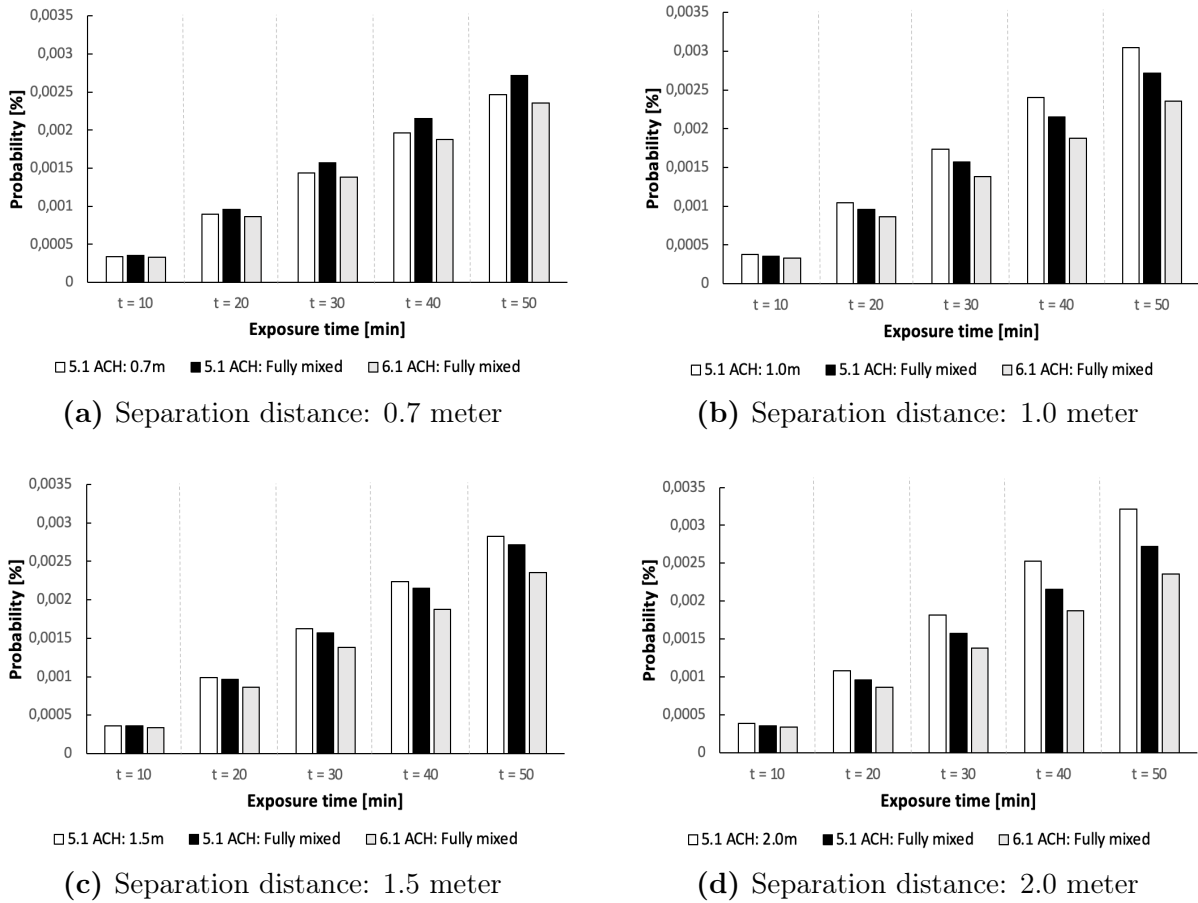 0,0035
0,003
0,0025
0,002
0,0015
0,001
0,0005
0
Probability [%]
t = 10 t = 20 t = 30 t = 40 t = 50
Exposure time [min]
5.1 ACH: 0.7m 5.1 ACH: Fully mixed 6.1 ACH: Fully mixed
(a) Separation distance: 0.7 meter
0,0035
0,003
0,0025
0,002
0,0015
0,001
0,0005
0
Probability [%]
t = 10 t = 20 t = 30 t = 40 t = 50
Exposure time [min]
5.1 ACH: 1.0m 5.1 ACH: Fully mixed 6.1 ACH: Fully mixed
(b) Separation distance: 1.0 meter
0,0035
0,003
0,0025
0,002
0,0015
0,001
0,0005
0
Probability [%]
t = 10 t = 20 t = 30 t = 40 t = 50
Exposure time [min]
5.1 ACH: 1.5m 5.1 ACH: Fully mixed 6.1 ACH: Fully mixed
(c) Separation distance: 1.5 meter
0,0035
0,003
0,0025
0,002
0,0015
0,001
0,0005
0
Probability [%]
t = 10 t = 20 t = 30 t = 40 t = 50
Exposure time [min]
5.1 ACH: 2.0m 5.1 ACH: Fully mixed 6.1 ACH: Fully mixed
(d) Separation distance: 2.0 meter